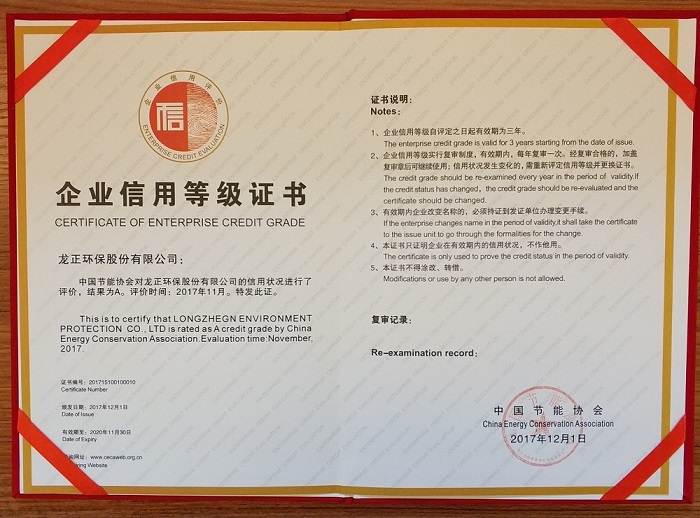 企业信用评价
信
ENTERPRISE CREDIT EVALUATION
企业信用等级证书
CERTIFICATE OF ENTERPRISE CREDIT GRADE
龙正环保股份有限公司：
中国节能协会对龙正环保股份有限公司的信用状况进行了
评价，结果为A。评价时间：2017年11月。特发此证。
This is to certify that LONGZHEGN ENVIRONMENT
PROTECTION CO., LTD is rated as A credit grade by China
Energy Conservation Association.Evaluation time:November,
2017.
证书编号：201715100100010
Certificate Number
颁发日期：2017年12月1日
Date of Issue
有效期至：2020年11月30日
Date of Expiry
询网址：www.cecaweb.org.cn
Website
证书说明：
Notes：
1、企业信用等级自评定之日起有效期为三年。
The enterprise credit grade is valid for 3 years starting from the date of issue.
2、企业信用等级实行复审制度，有效期内，每年复审一次。经复审合格的，加盖
复审章后可继续使用；信用状况发生变化的，需重新评定信用等级并更换证书。
The credit grade should be re-examined every year in the period of validity.If
the credit status has changed, the credit grade should be re-evaluated and the
certificate should be changed.
3、有效期内企业改变名称的，必须持证到发证单位办理变更手续。
If the enterprise changes name in the period of validity,it shall take the certificate
to the issue unit to go through the formalities for the change.
4、本证书只证明企业在有效期内的信用状况，不作他用。
The certificate is only used to prove the credit status in the period of validity.
5、本证书不得涂改、转借。
Modifications or use by any other person is not allowed.
复审记录：
Re-examination record：
中国节能协会
China Energy Conservation Association
2017年12月1日